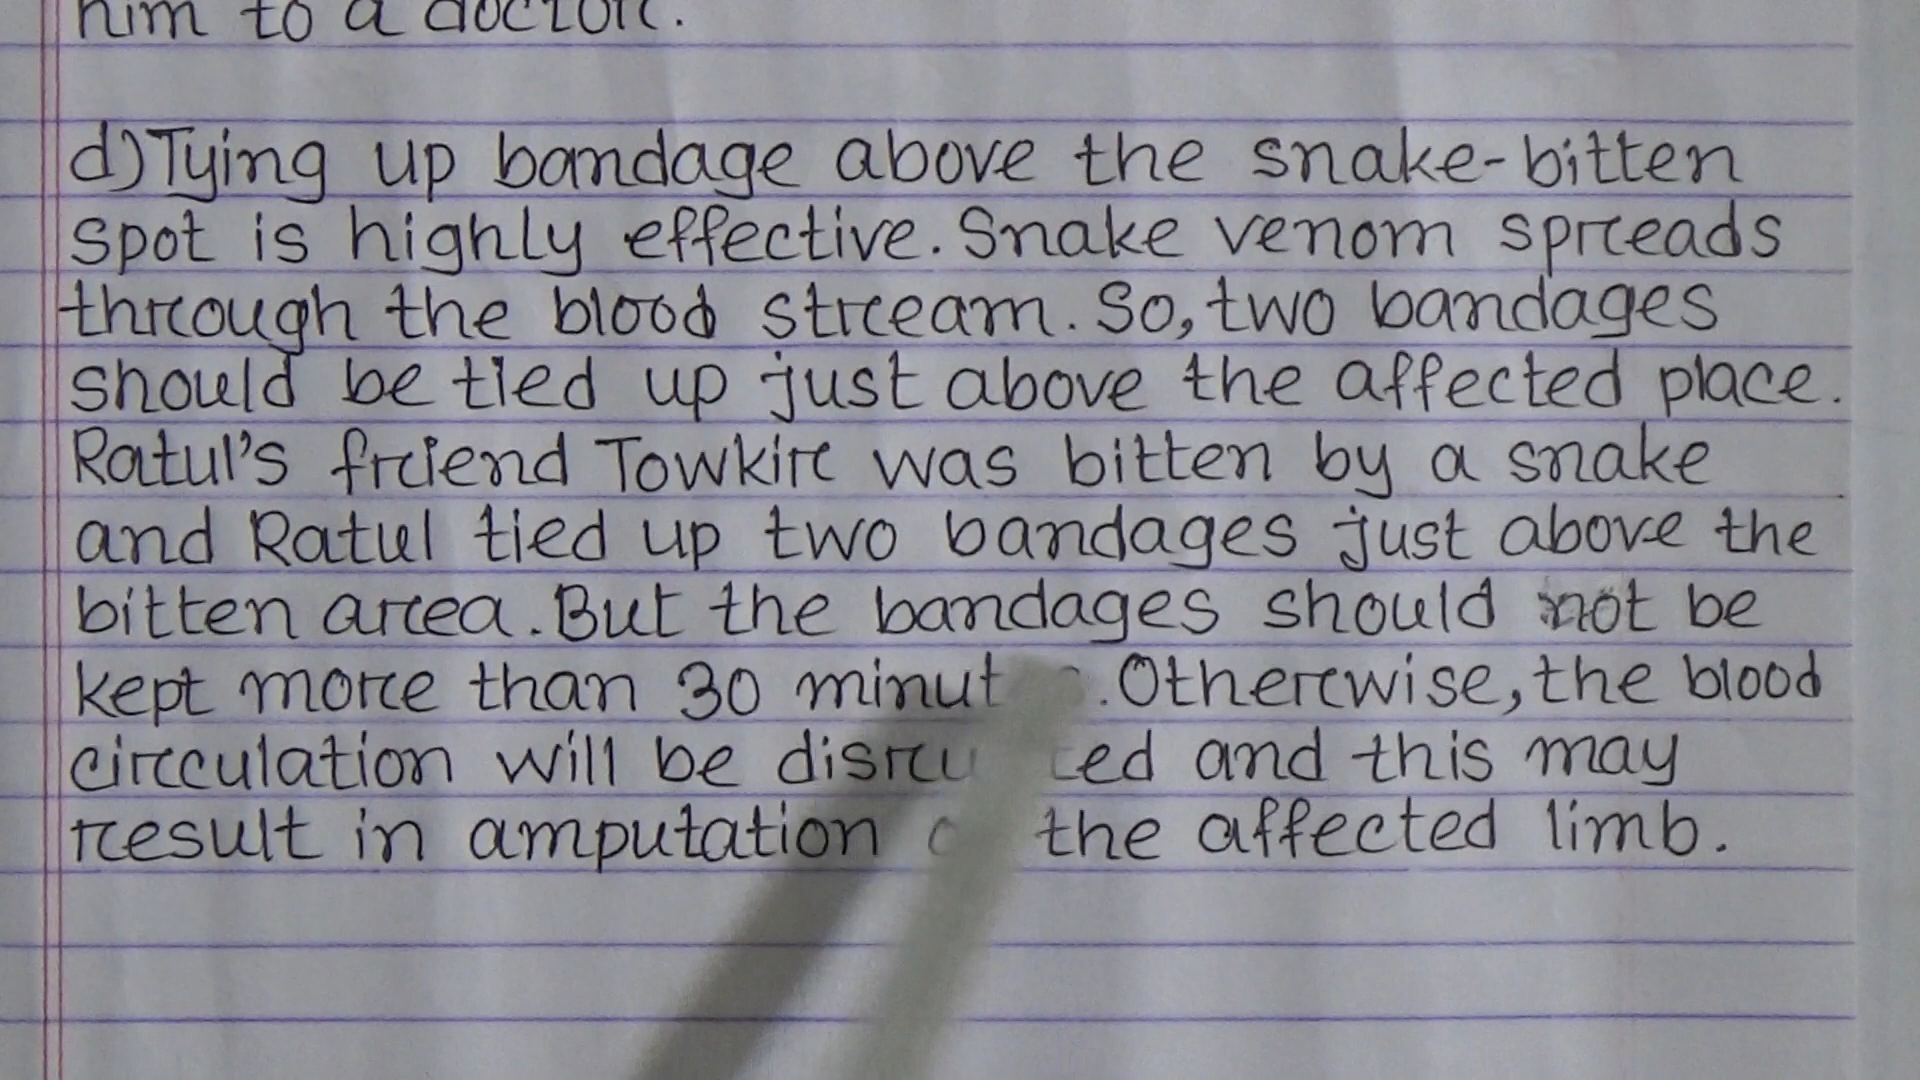 him to a doctor.
d) Tying up bandage above the snake-bitten
spot is highly effective. Snake venom spreads
through the blood stream. So, two bandages
should be tied up just above the affected place.
Ratul's friend Towkir was bitten by a snake
and Ratul tied up two bandages just above the
bitten area. But the bandages should not be
kept more than 30 . Otherwise, the blood
circulation will be and this may
result in amputation the affected limb.